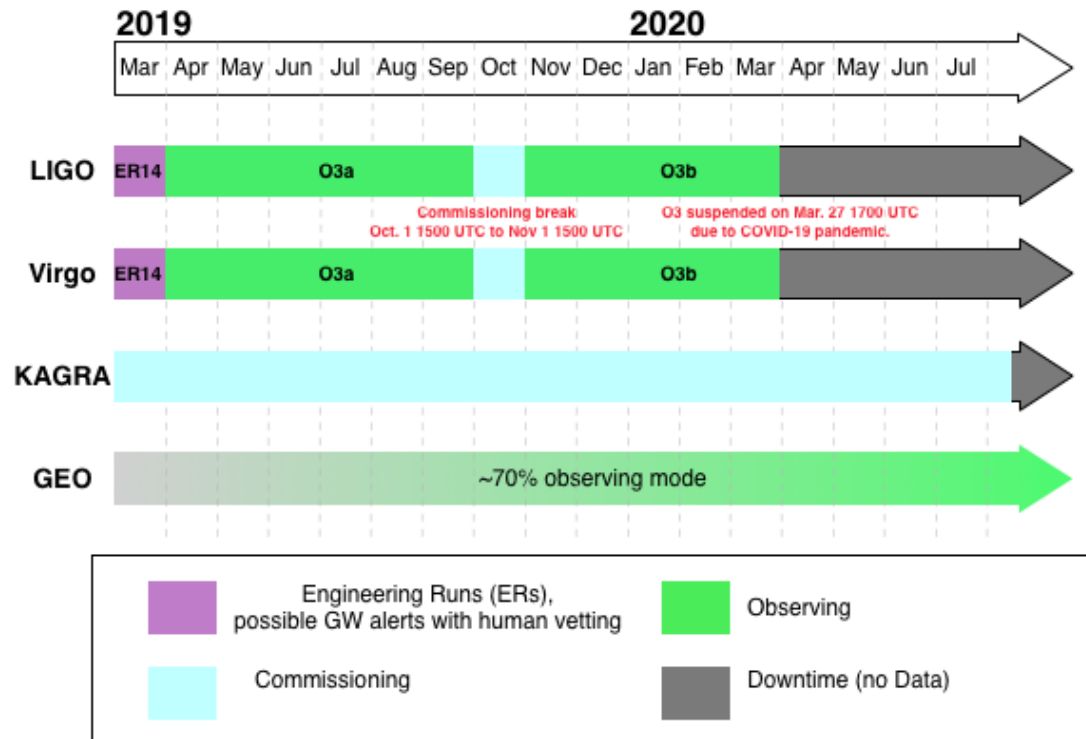 2019 2020
Mar Apr May Jun Jul Aug Sep Oct Nov Dec Jan Feb Mar Apr May Jun Jul
LIGO ER14 O3a O3b
Commissioning break
Oct. 1 1500 UTC to Nov 1 1500 UTC
O3 suspended on Mar. 27 1700 UTC
due to COVID-19 pandemic.
Virgo ER14 O3a O3b
KAGRA
GEO ~70% observing mode
Engineering Runs (ERs),
possible GW alerts with human vetting
Observing
Commissioning
Downtime (no Data)